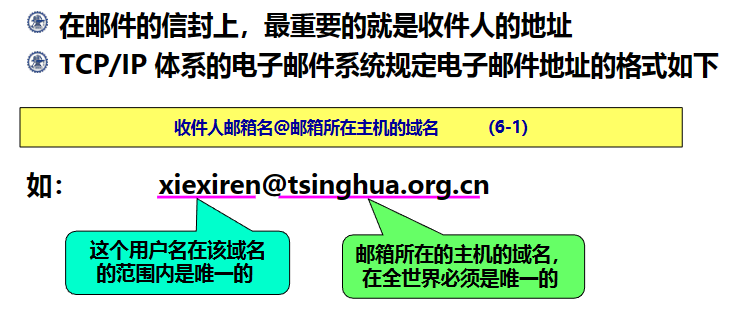 在邮件的信封上，最重要的就是收件人的地址
TCP/IP 体系的电子邮件系统规定电子邮件地址的格式如下
收件人邮箱名@邮箱所在主机的域名 （6-1）
如： xiexiren@tsinghua.org.cn
这个用户名在该域名
的范围内是唯一的
邮箱所在的主机的域名，
在全世界必须是唯一的